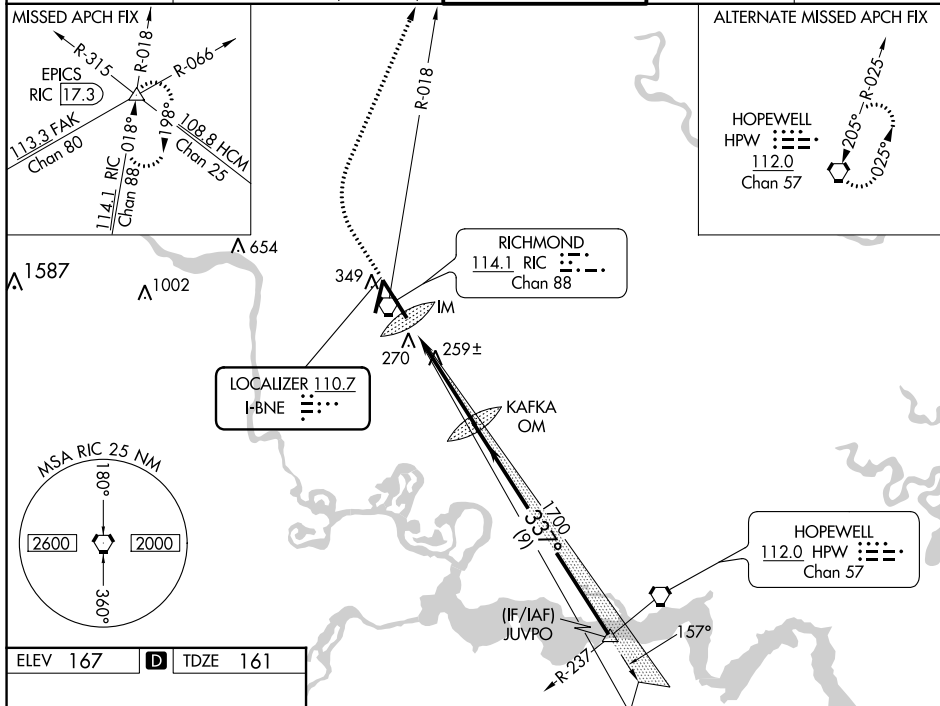 MISSED APCH FIX
R-315
R-018
R-066
EPICS
RIC 17.3
113.3 FAK
Chan 80
018°
198°
108.8 HCM
Chan 25
114.1 RIC
Chan 88
R-018
ALTERNATE MISSED APCH FIX
R-025
HOPEWELL
HPW
112.0
Chan 57
205°
025°
654
1587
1002
349
RICHMOND
114.1 RIC
Chan 88
IM
270
259±
LOCALIZER 110.7
I-BNE
KAFKA
OM
MSA RIC 25 NM
180°
2600
2000
360°
1700
337°
(9)
HOPEWELL
112.0 HPW
Chan 57
(IF/IAF)
JUVPO
157°
R-237
ELEV 167 D TDZE 161